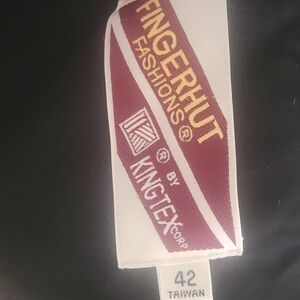 FINGERHUT
FASHIONS®
® BY
KINGTEX CORP
42
TAIWAN